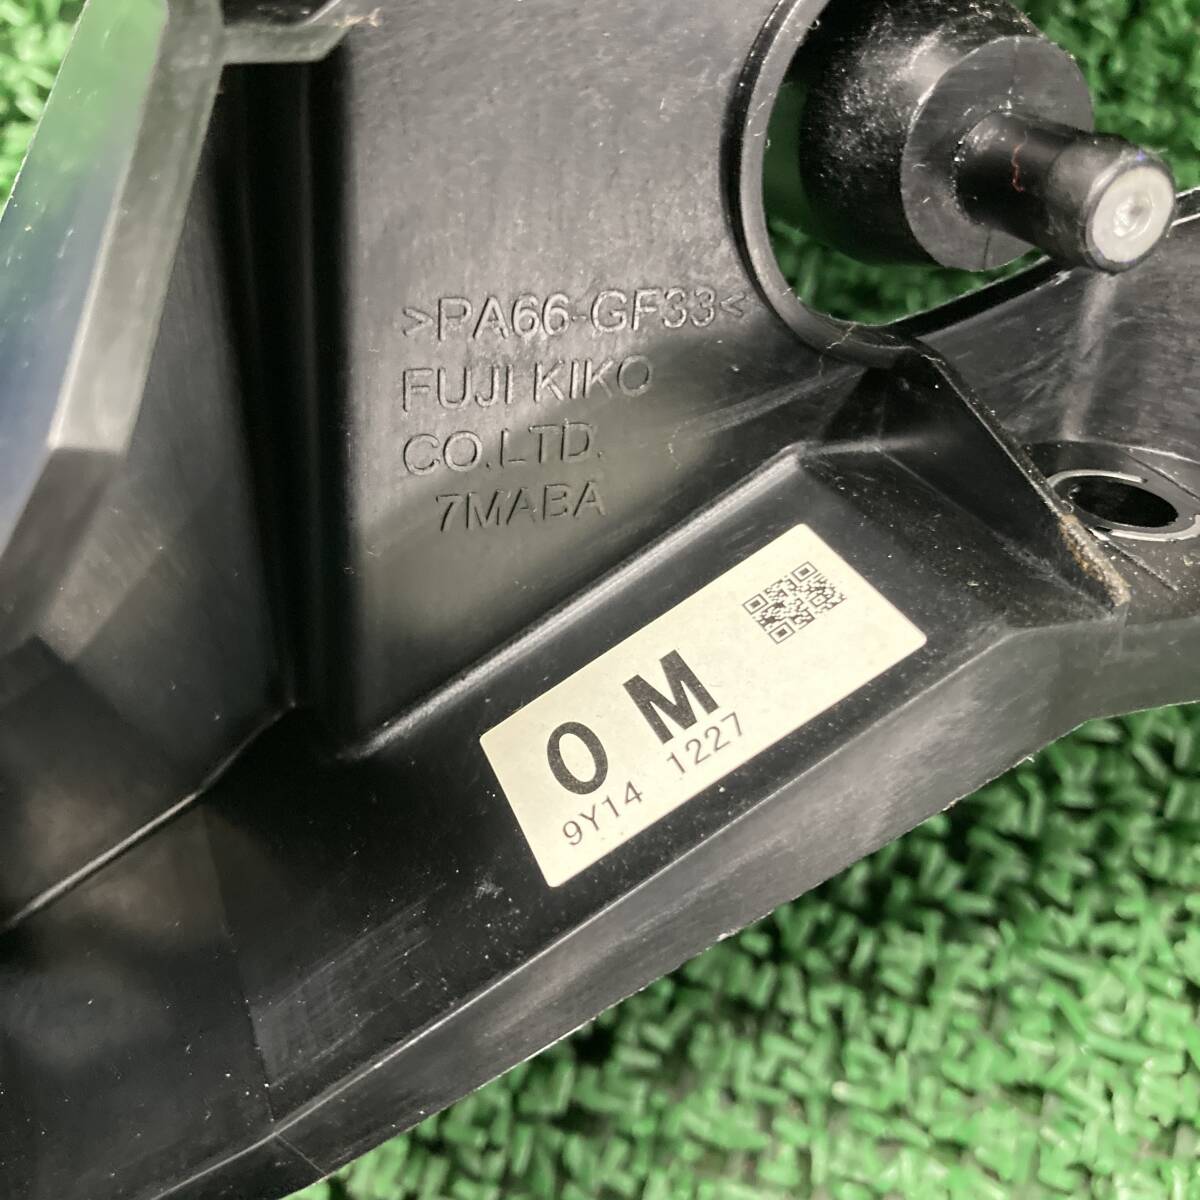 >PA66-GF33<
FUJI KIKO
CO.LTD.
7MABA
0 M
9Y14 1227